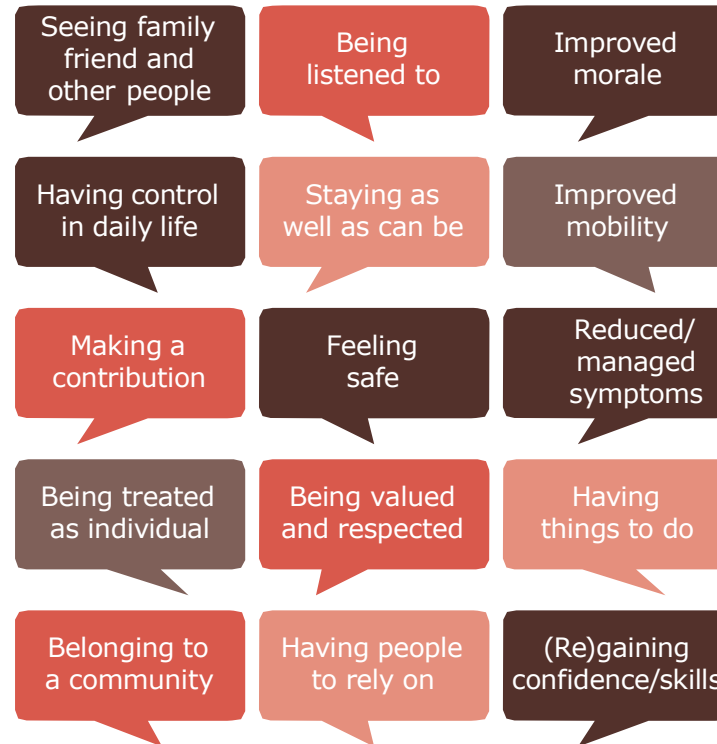 Seeing family
friend and
other people
Being
listened to
Improved
morale
Having control
in daily life
Staying as
well as can be
Improved
mobility
Making a
contribution
Feeling
safe
Reduced/
managed
symptoms
Being treated
as individual
Being valued
and respected
Having
things to do
Belonging to
a community
Having people
to rely on
(Re)gaining
confidence/skills